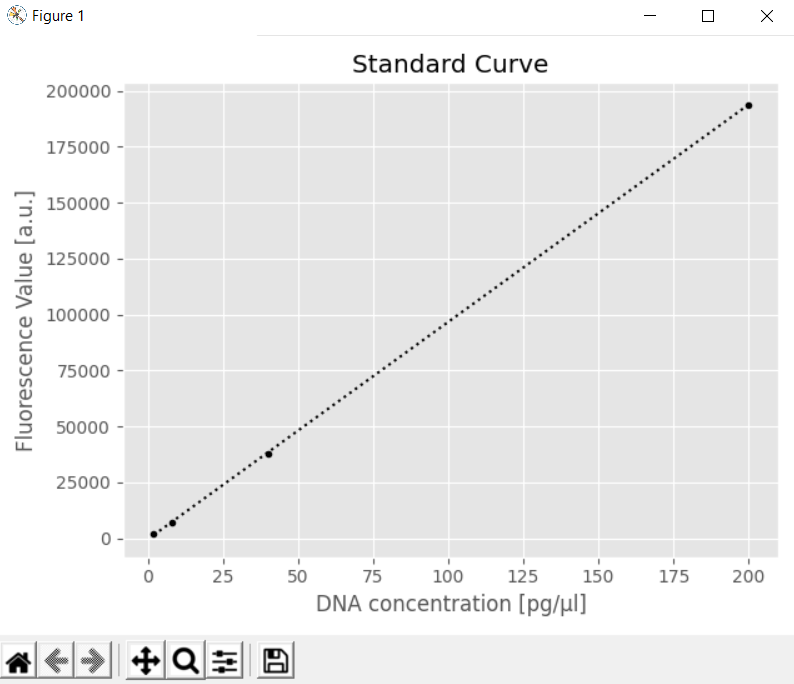 Figure 1
Standard Curve
200000
175000
150000
125000
100000
75000
50000
25000
0
Fluorescence Value [a.u.]
0 25 50 75 100 125 150 175 200
DNA concentration [pg/μl]